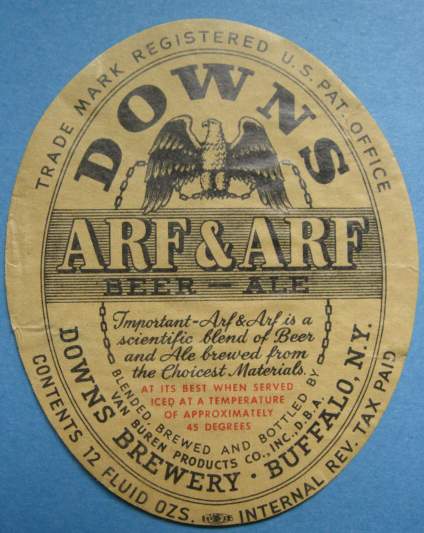 TRADE MARK REGISTERED U.S. PAT. OFFICE
DOWNS
ARF & ARF
BEER - ALE
Important-Arf & Arf is a
scientific blend of Beer
and Ale brewed from
the Choicest Materials.
AT ITS BEST WHEN SERVED
ICED AT A TEMPERATURE
OF APPROXIMATELY
45 DEGREES
BLENDED BREWED AND BOTTLED BY
VAN BUREN PRODUCTS CO., INC., D.B.A.
DOWNS BREWERY · BUFFALO, N.Y.
CONTENTS 12 FLUID OZS. INTERNAL REV. TAX PAID